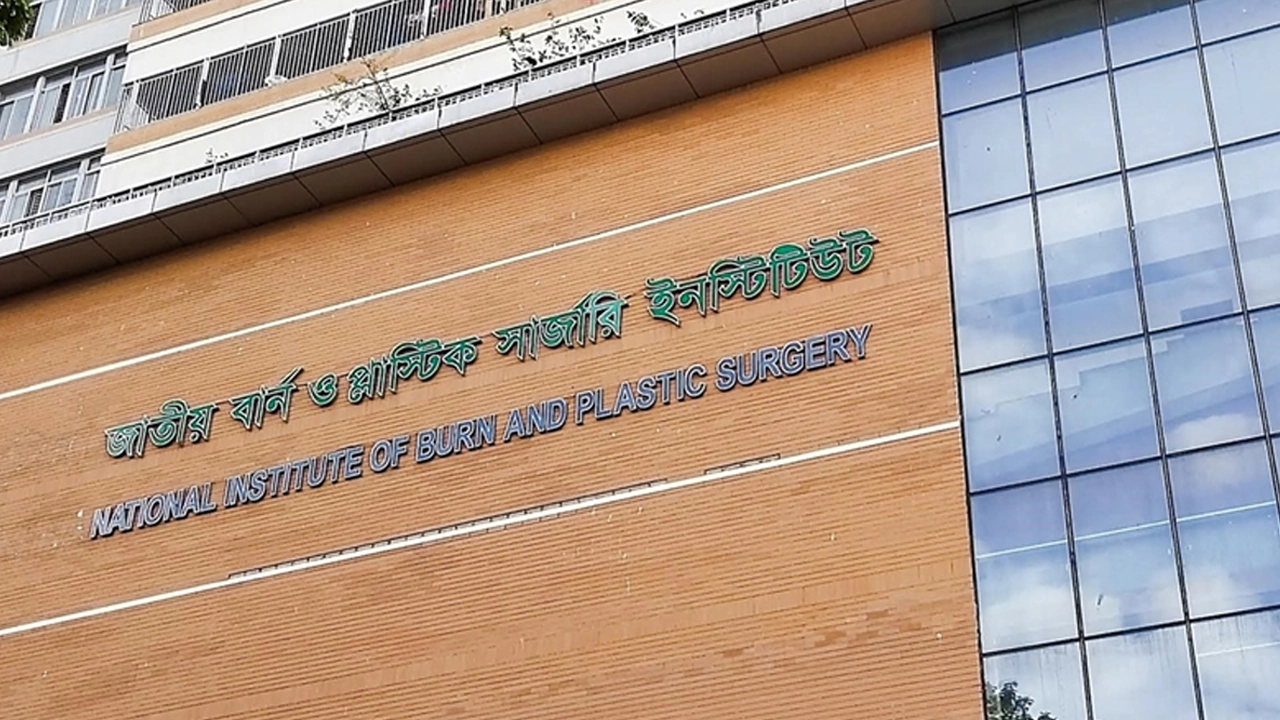 জাতীয় বার্ন ও প্লাস্টিক সার্জারি ইনস্টিটিউট
NATIONAL INSTITUTE OF BURN AND PLASTIC SURGERY